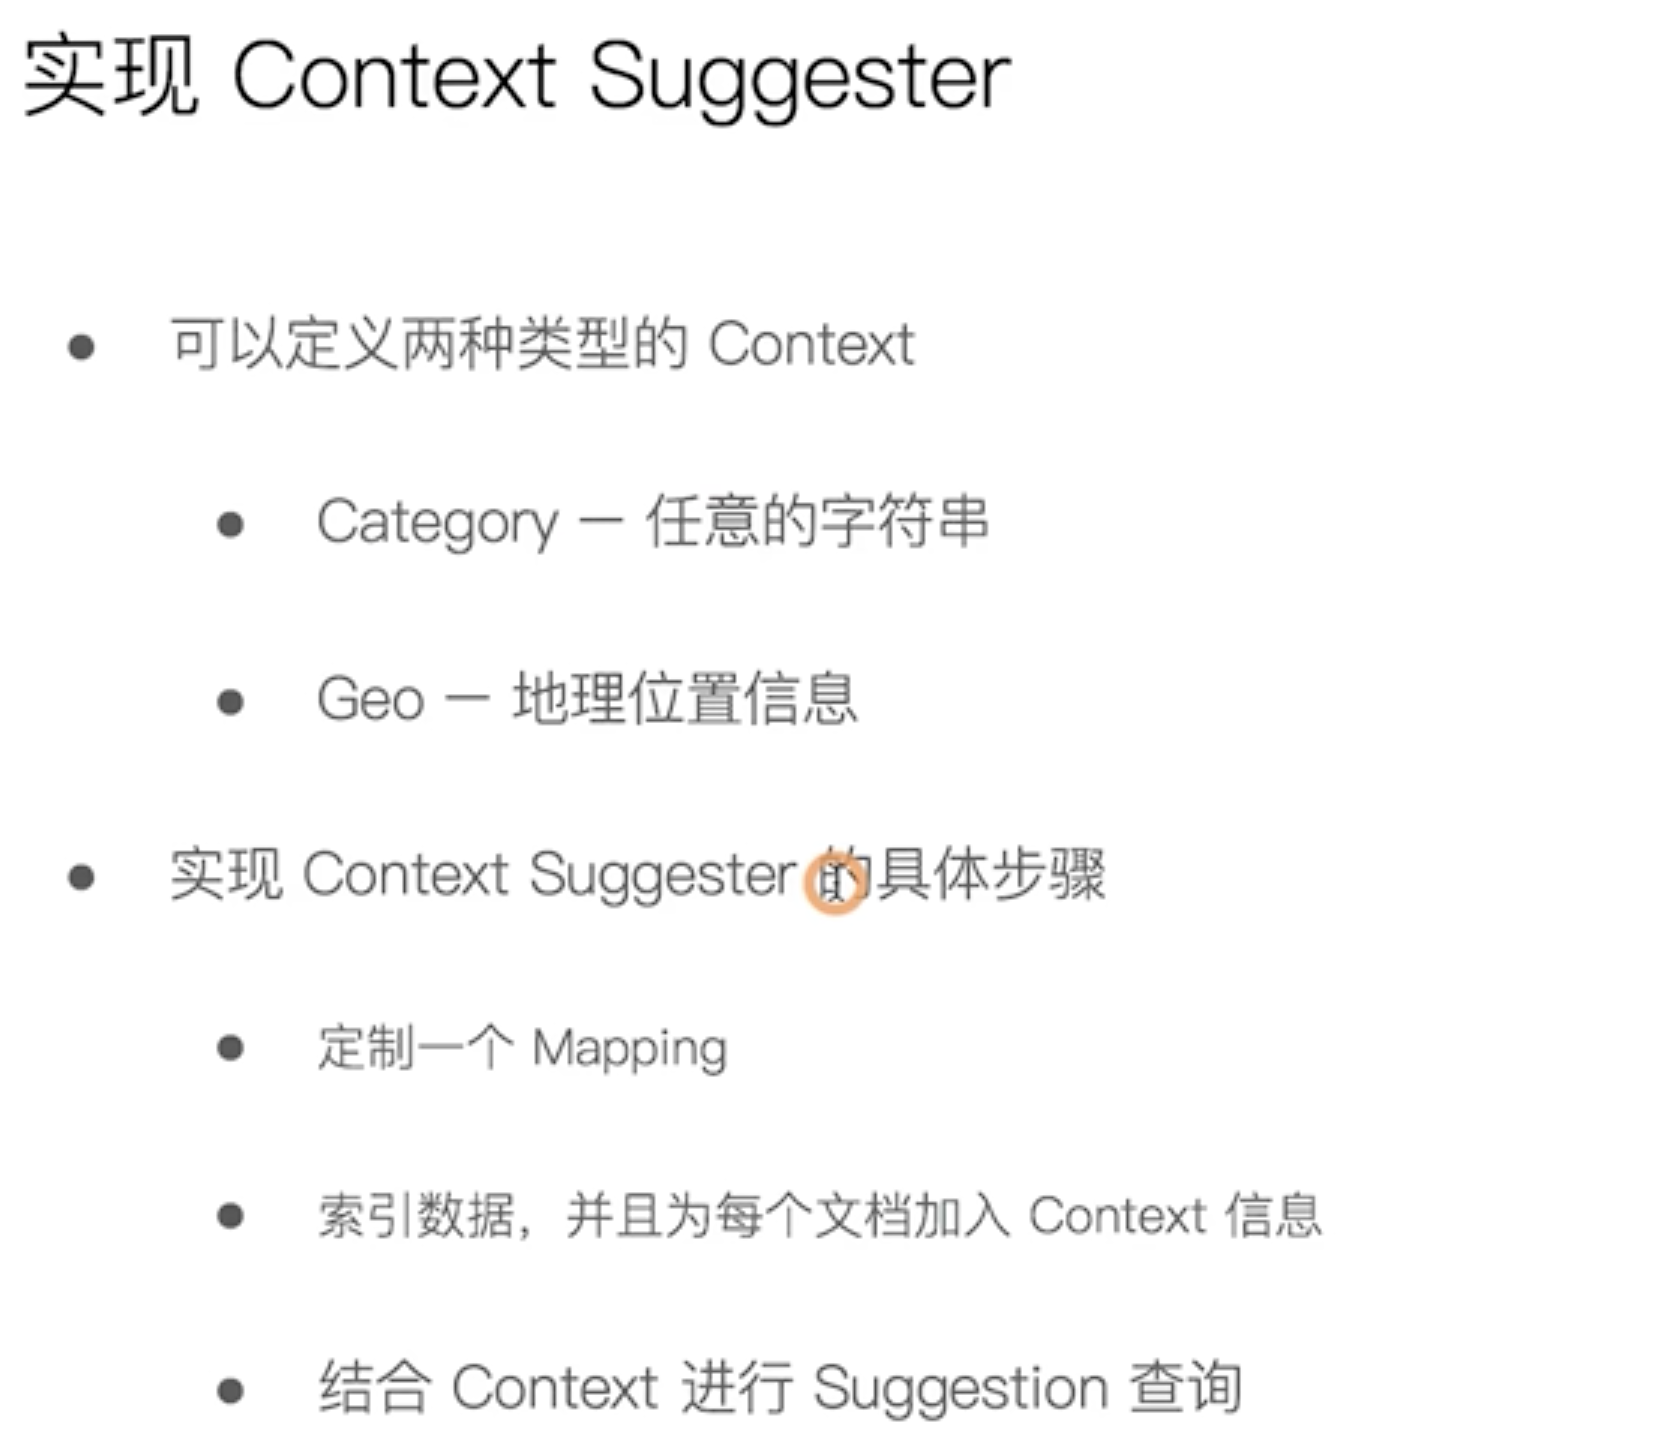 实现 Context Suggester
可以定义两种类型的 Context
Category – 任意的字符串
Geo – 地理位置信息
实现 Context Suggester 的具体步骤
定制一个 Mapping
索引数据，并且为每个文档加入 Context 信息
结合 Context 进行 Suggestion 查询